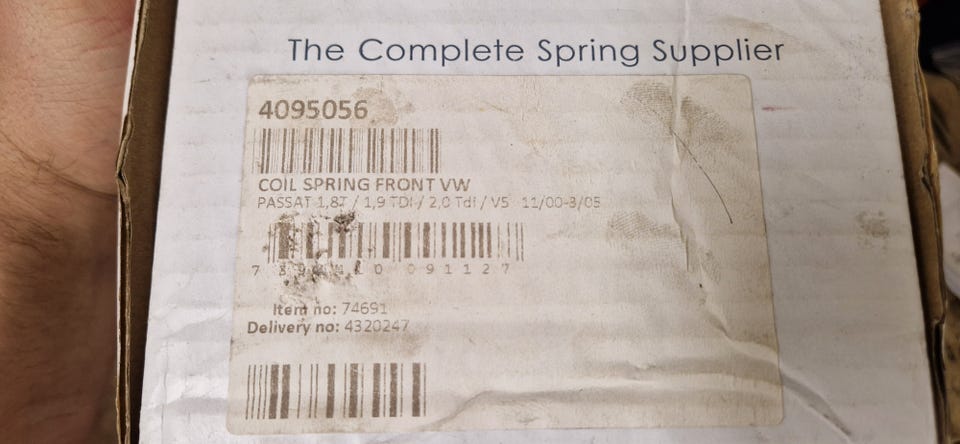 The Complete Spring Supplier
4095056
COIL SPRING FRONT VW
PASSAT 1,8T / 1,9 TDI / 2,0 Tdi / V5 11/00-3/05
091127
Item no: 74691
Delivery no: 4320247